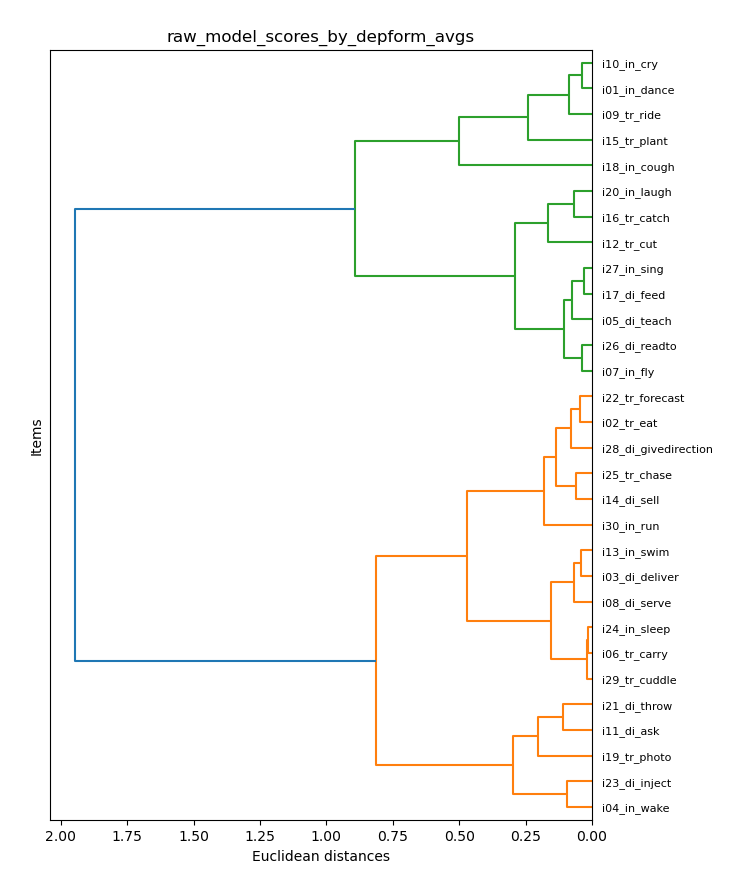 raw_model_scores_by_depform_avgs
i10_in_cry
i01_in_dance
i09_tr_ride
i15_tr_plant
i18_in_cough
i20_in_laugh
i16_tr_catch
i12_tr_cut
i27_in_sing
i17_di_feed
i05_di_teach
i26_di_readto
i07_in_fly
i22_tr_forecast
i02_tr_eat
i28_di_givedirection
i25_tr_chase
i14_di_sell
i30_in_run
i13_in_swim
i03_di_deliver
i08_di_serve
i24_in_sleep
i06_tr_carry
i29_tr_cuddle
i21_di_throw
i11_di_ask
i19_tr_photo
i23_di_inject
i04_in_wake
Items
2.00 1.75 1.50 1.25 1.00 0.75 0.50 0.25 0.00
Euclidean distances